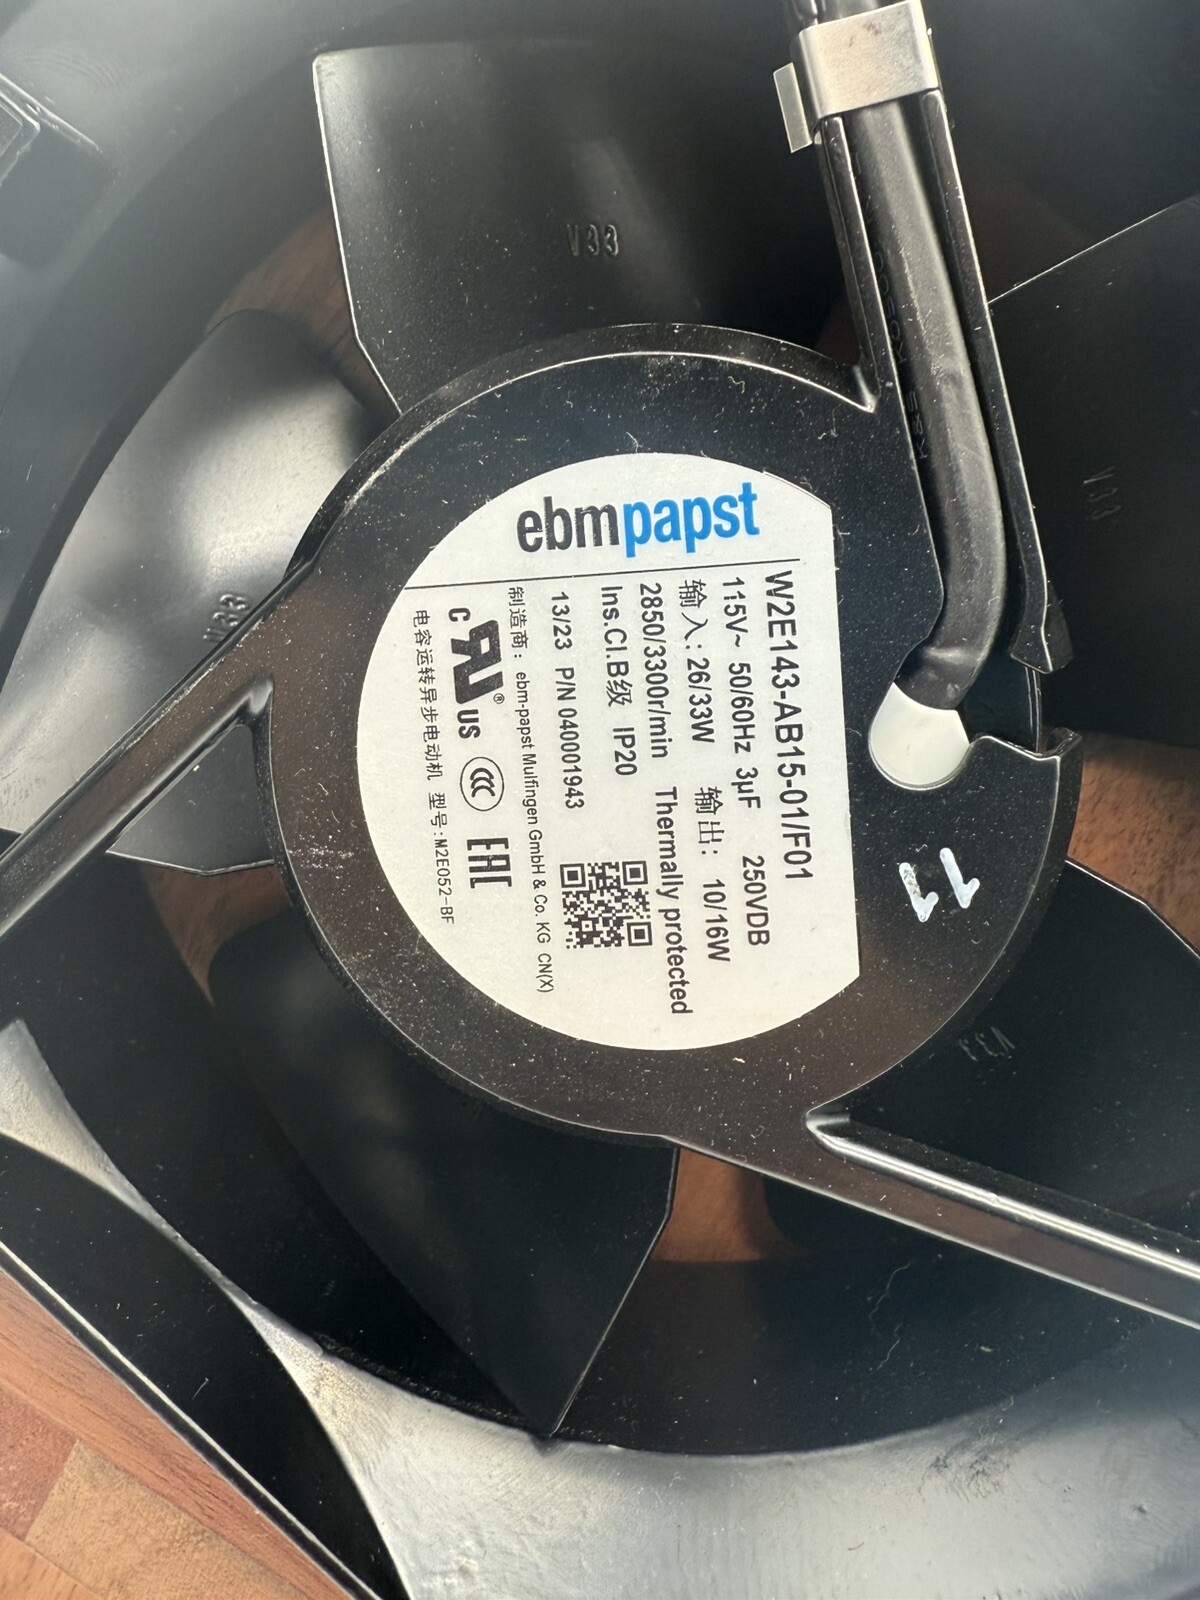 ebmpapst
W2E143-AB15-01/F01
115V~ 50/60Hz 3µF 250VDB
输入: 26/33W 输出: 10/16W
2850/3300r/min Thermally protected
Ins.Cl.B级 IP20
13/23 P/N 040001943
制造商: ebm-papst Mulfingen GmbH & Co. KG CN(X)
c RU ® US CCC EAC
电容运转异步电动机 型号:M2E052-BF
V33
V33
V33
V33
11